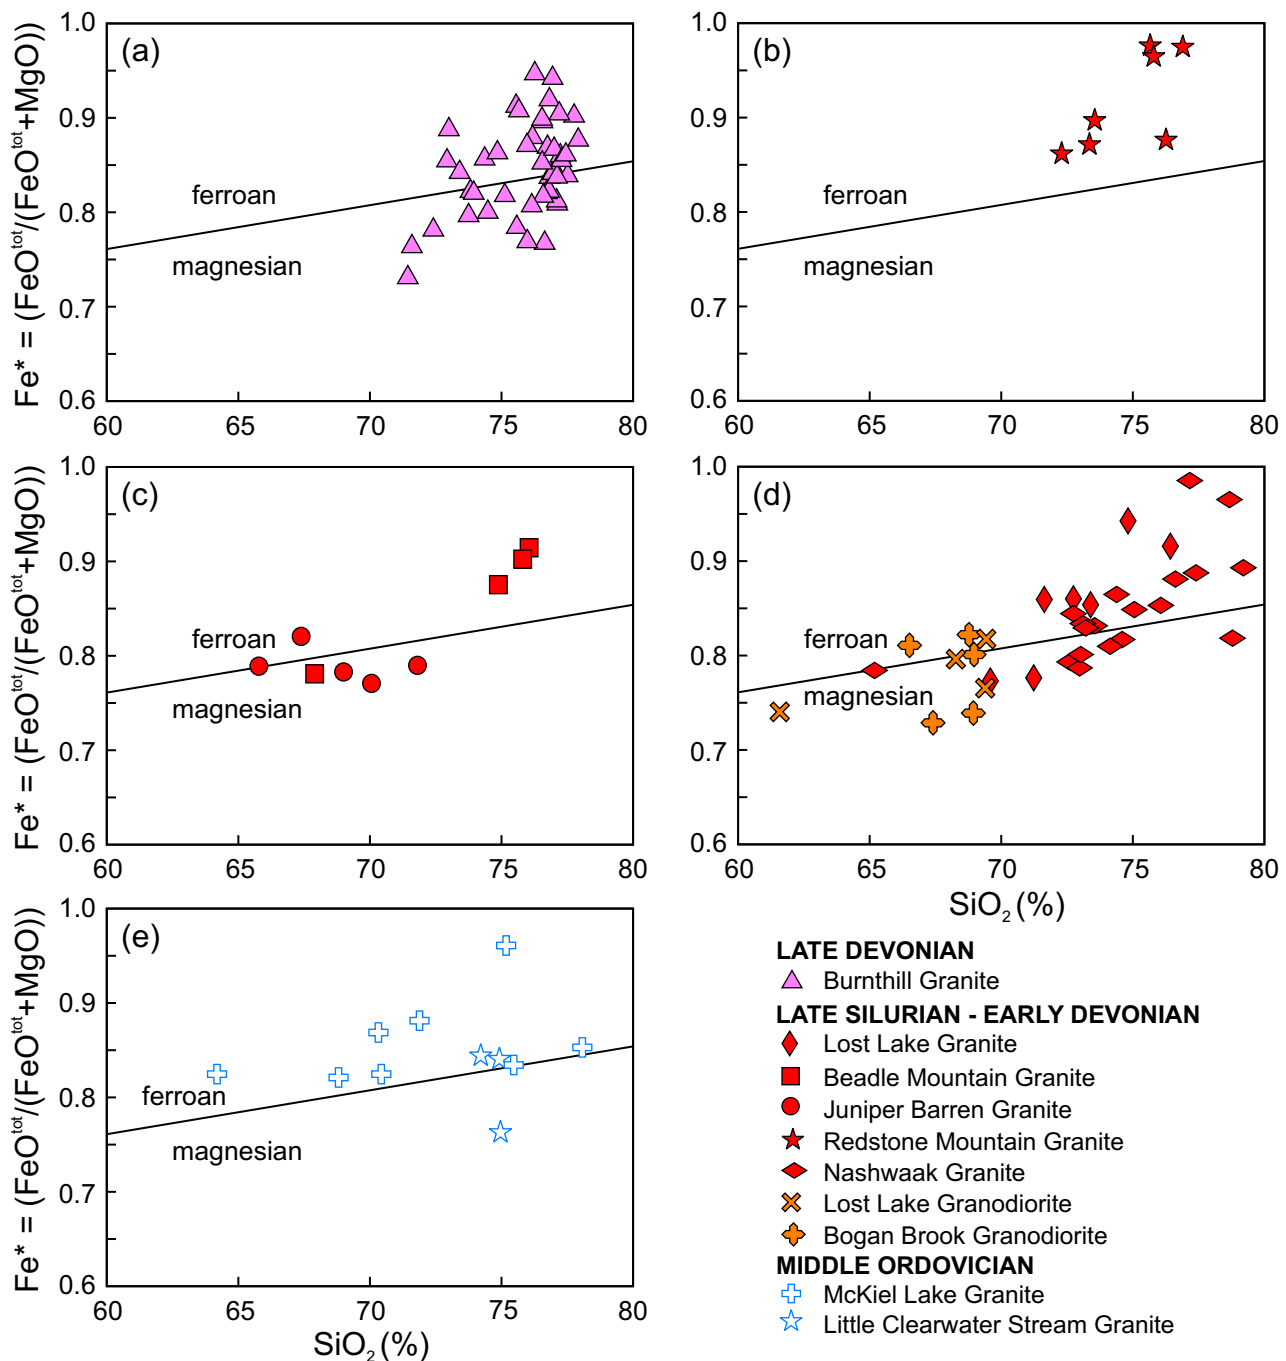 (a)
Fe* = (FeO^tot/(FeO^tot+MgO))
1.0
0.9
0.8
0.7
0.6
ferroan
magnesian
60
65
70
75
80
(b)
1.0
0.9
0.8
0.7
0.6
ferroan
magnesian
60
65
70
75
80
(c)
Fe* = (FeO^tot/(FeO^tot+MgO))
1.0
0.9
0.8
0.7
0.6
ferroan
magnesian
60
65
70
75
80
(d)
1.0
0.9
0.8
0.7
0.6
ferroan
magnesian
60
65
70
75
80
SiO₂ (%)
(e)
Fe* = (FeO^tot/(FeO^tot+MgO))
1.0
0.9
0.8
0.7
0.6
ferroan
magnesian
60
65
70
75
80
SiO₂ (%)
LATE DEVONIAN
Burnthill Granite
LATE SILURIAN - EARLY DEVONIAN
Lost Lake Granite
Beadle Mountain Granite
Juniper Barren Granite
Redstone Mountain Granite
Nashwaak Granite
Lost Lake Granodiorite
Bogan Brook Granodiorite
MIDDLE ORDOVICIAN
McKiel Lake Granite
Little Clearwater Stream Granite